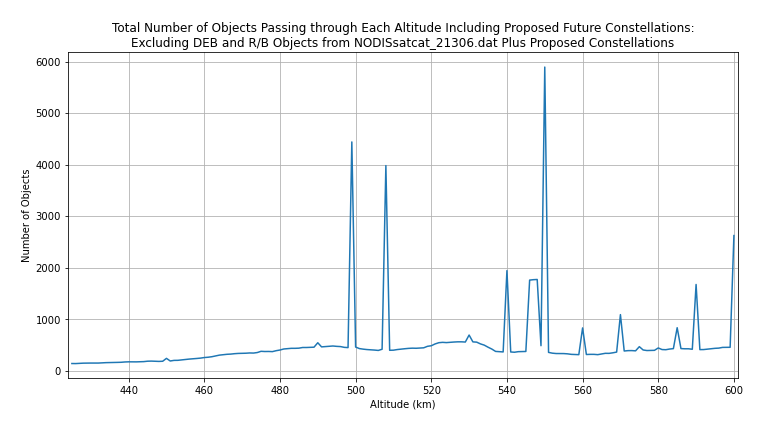 Total Number of Objects Passing through Each Altitude Including Proposed Future Constellations:
Excluding DEB and R/B Objects from NODISsatcat_21306.dat Plus Proposed Constellations
6000
5000
4000
3000
2000
1000
0
Number of Objects
440 460 480 500 520 540 560 580 600
Altitude (km)